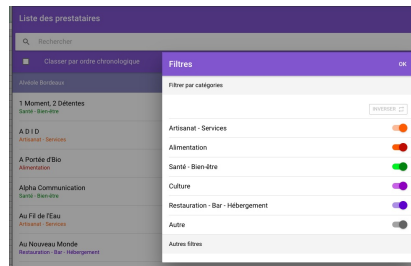 Liste des prestataires
Rechercher
Classer par ordre chronologique
Alvéole Bordeaux
1 Moment, 2 Détentes
Santé - Bien-être
A D I D
Artisanat - Services
A Portée d'Bio
Alimentation
Alpha Communication
Santé - Bien-être
Au Fil de l'Eau
Artisanat - Services
Au Nouveau Monde
Restauration - Bar - Hébergement
Filtres
OK
Filtrer par catégories
INVERSER
Artisanat - Services
Alimentation
Santé - Bien-être
Culture
Restauration - Bar - Hébergement
Autre
Autres filtres